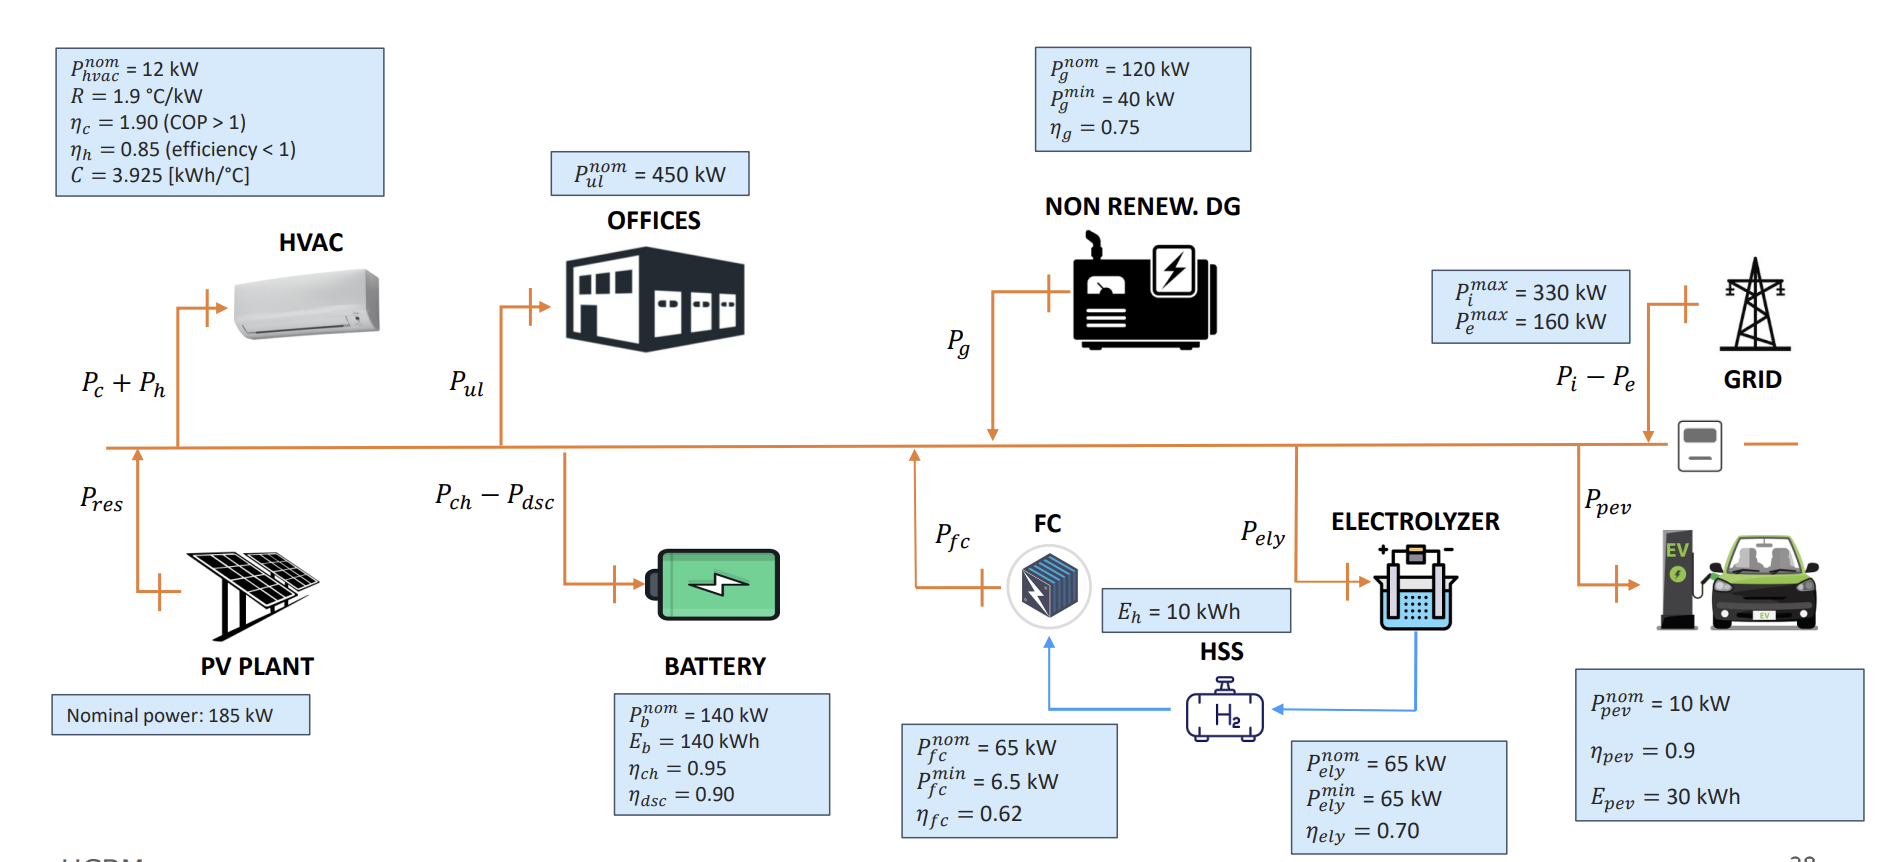 P_hvac^nom = 12 kW
R = 1.9 °C/kW
η_c = 1.90 (COP > 1)
η_h = 0.85 (efficiency < 1)
C = 3.925 [kWh/°C]
HVAC
P_c + P_h
P_ul^nom = 450 kW
OFFICES
P_ul
P_g^nom = 120 kW
P_g^min = 40 kW
η_g = 0.75
NON RENEW. DG
P_g
P_i^max = 330 kW
P_e^max = 160 kW
P_i − P_e
GRID
P_res
PV PLANT
Nominal power: 185 kW
P_ch − P_dsc
BATTERY
P_b^nom = 140 kW
E_b = 140 kWh
η_ch = 0.95
η_dsc = 0.90
P_fc
FC
E_h = 10 kWh
HSS
H2
P_fc^nom = 65 kW
P_fc^min = 6.5 kW
η_fc = 0.62
P_ely
ELECTROLYZER
+ −
P_ely^nom = 65 kW
P_ely^min = 65 kW
η_ely = 0.70
P_pev
EV
EV
P_pev^nom = 10 kW
η_pev = 0.9
E_pev = 30 kWh